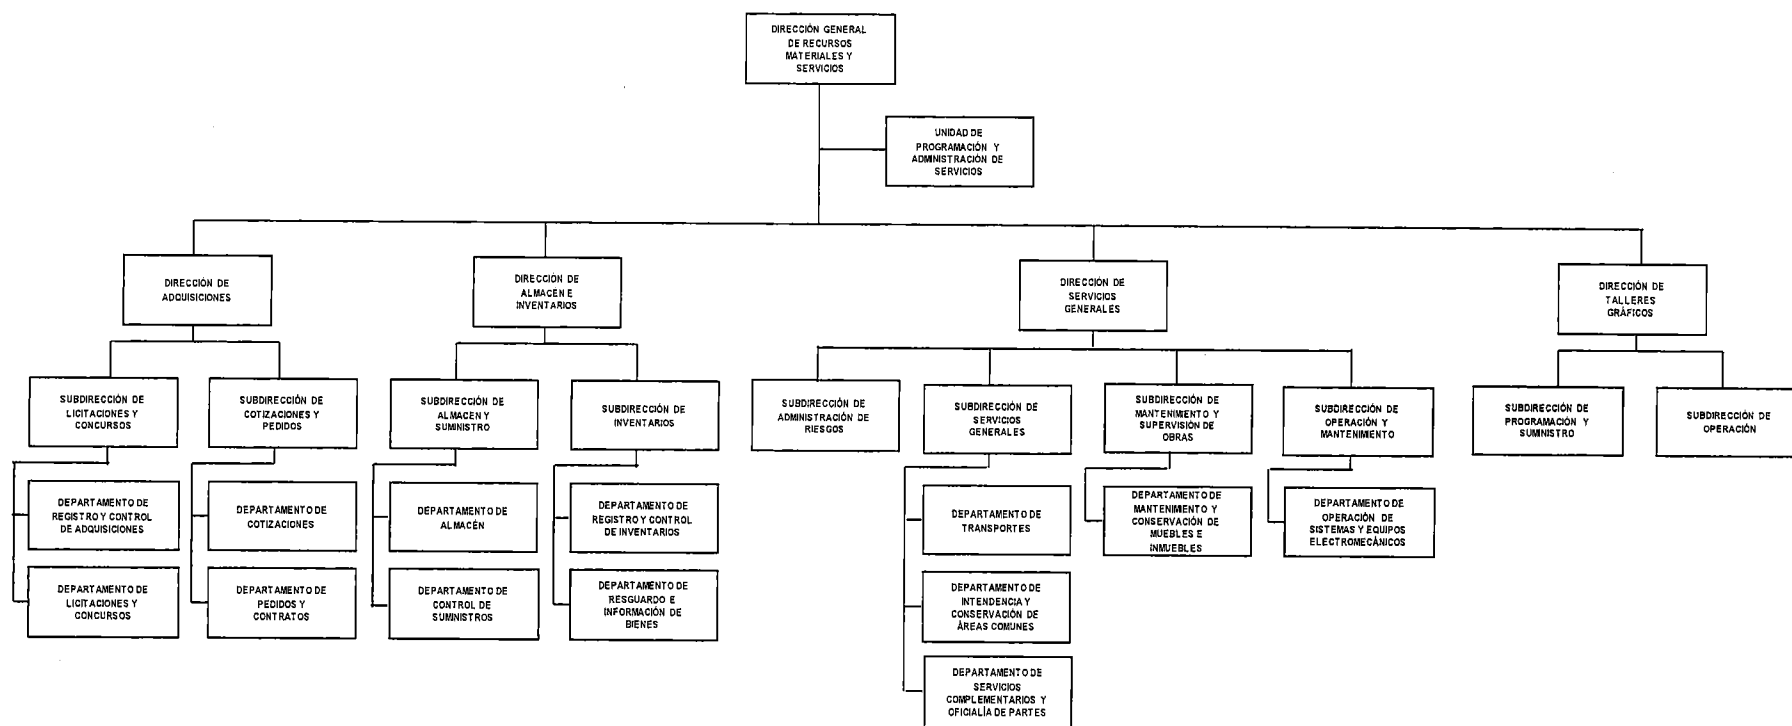 DIRECCIÓN GENERAL
DE RECURSOS
MATERIALES Y
SERVICIOS
UNIDAD DE
PROGRAMACIÓN Y
ADMINISTRACIÓN DE
SERVICIOS
DIRECCIÓN DE
ADQUISICIONES
DIRECCIÓN DE
ALMACÉN E
INVENTARIOS
DIRECCIÓN DE
SERVICIOS
GENERALES
DIRECCIÓN DE
TALLERES
GRÁFICOS
SUBDIRECCIÓN DE
LICITACIONES Y
CONCURSOS
SUBDIRECCIÓN DE
COTIZACIONES Y
PEDIDOS
SUBDIRECCIÓN DE
ALMACÉN Y
SUMINISTRO
SUBDIRECCIÓN DE
INVENTARIOS
SUBDIRECCIÓN DE
ADMINISTRACIÓN DE
RIESGOS
SUBDIRECCIÓN DE
SERVICIOS
GENERALES
SUBDIRECCIÓN DE
MANTENIMIENTO Y
SUPERVISIÓN DE
OBRAS
SUBDIRECCIÓN DE
OPERACIÓN Y
MANTENIMIENTO
SUBDIRECCIÓN DE
PROGRAMACIÓN Y
SUMINISTRO
SUBDIRECCIÓN DE
OPERACIÓN
DEPARTAMENTO DE
REGISTRO Y CONTROL
DE ADQUISICIONES
DEPARTAMENTO DE
COTIZACIONES
DEPARTAMENTO DE
ALMACÉN
DEPARTAMENTO DE
REGISTRO Y CONTROL
DE INVENTARIOS
DEPARTAMENTO DE
TRANSPORTES
DEPARTAMENTO DE
MANTENIMIENTO Y
CONSERVACIÓN DE
MUEBLES E
INMUEBLES
DEPARTAMENTO DE
OPERACIÓN DE
SISTEMAS Y EQUIPOS
ELECTROMECÁNICOS
DEPARTAMENTO DE
LICITACIONES Y
CONCURSOS
DEPARTAMENTO DE
PEDIDOS Y
CONTRATOS
DEPARTAMENTO DE
CONTROL DE
SUMINISTROS
DEPARTAMENTO DE
RESGUARDO E
INFORMACIÓN DE
BIENES
DEPARTAMENTO DE
INTENDENCIA Y
CONSERVACIÓN DE
ÁREAS COMUNES
DEPARTAMENTO DE
SERVICIOS
COMPLEMENTARIOS Y
OFICIALÍA DE PARTES